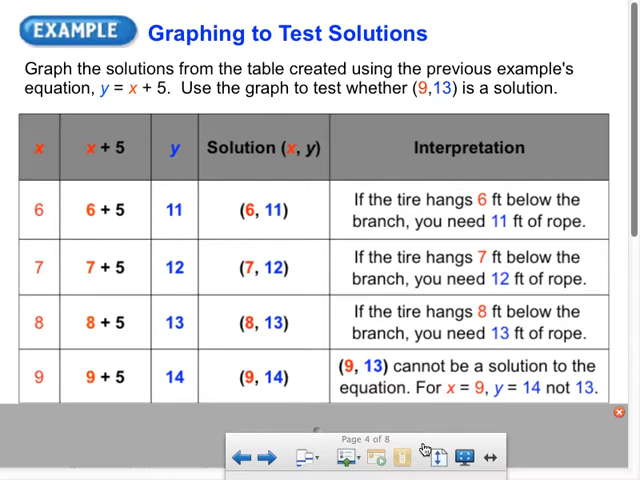 EXAMPLE
Graphing to Test Solutions
Graph the solutions from the table created using the previous example's
equation, y = x + 5. Use the graph to test whether (9,13) is a solution.
x x + 5 y Solution (x, y) Interpretation
6 6 + 5 11 (6, 11) If the tire hangs 6 ft below the
branch, you need 11 ft of rope.
7 7 + 5 12 (7, 12) If the tire hangs 7 ft below the
branch, you need 12 ft of rope.
8 8 + 5 13 (8, 13) If the tire hangs 8 ft below the
branch, you need 13 ft of rope.
9 9 + 5 14 (9, 14) (9, 13) cannot be a solution to the
equation. For x = 9, y = 14 not 13.
Page 4 of 8